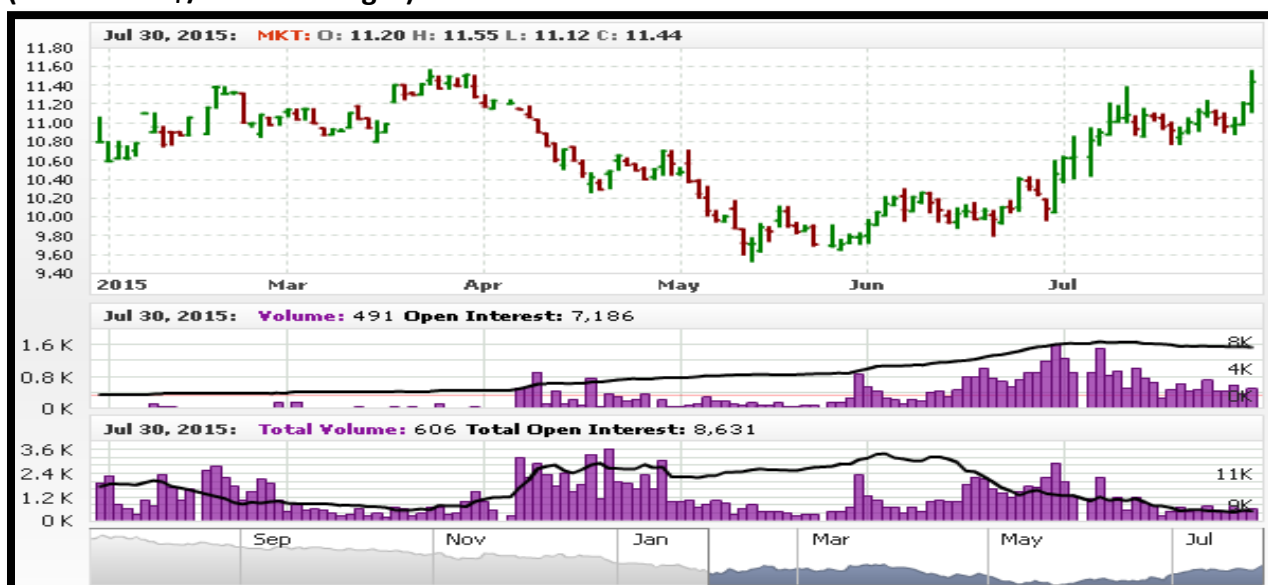 Jul 30, 2015: MKT: O: 11.20 H: 11.55 L: 11.12 C: 11.44
11.80
11.60
11.40
11.20
11.00
10.80
10.60
10.40
10.20
10.00
9.80
9.60
9.40
2015 Mar Apr May Jun Jul
Jul 30, 2015: Volume: 491 Open Interest: 7,186
1.6 K 8K
0.8 K 4K
0 K 0K
Jul 30, 2015: Total Volume: 606 Total Open Interest: 8,631
3.6 K
2.4 K 11K
1.2 K
0 K
Sep Nov Jan Mar May Jul